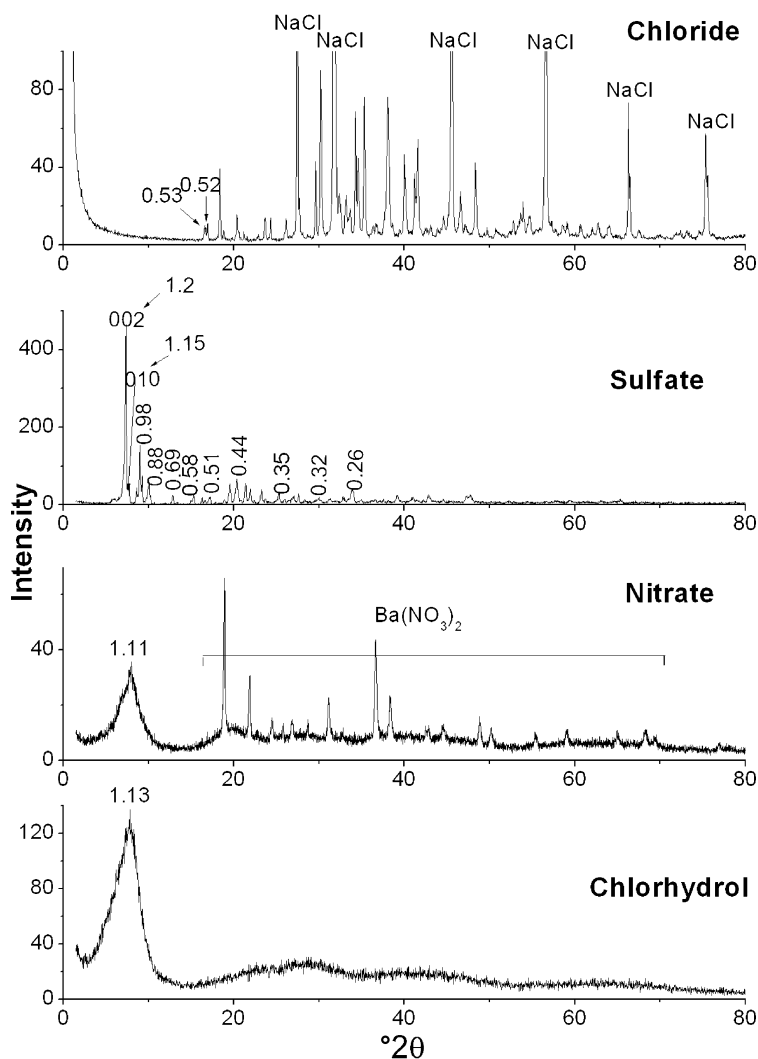 NaCl
NaCl NaCl NaCl Chloride
NaCl
NaCl
80
40
0.53 0.52
0
0 20 40 60 80
1.2
002
400
1.15
010
Sulfate
200
0.98 0.88 0.69 0.58 0.51 0.44 0.35 0.32 0.26
0
0 20 40 60 80
Intensity
Nitrate
Ba(NO₃)₂
1.11
40
0
0 20 40 60 80
1.13
120
80
Chlorhydrol
40
0
0 20 40 60 80
°2θ